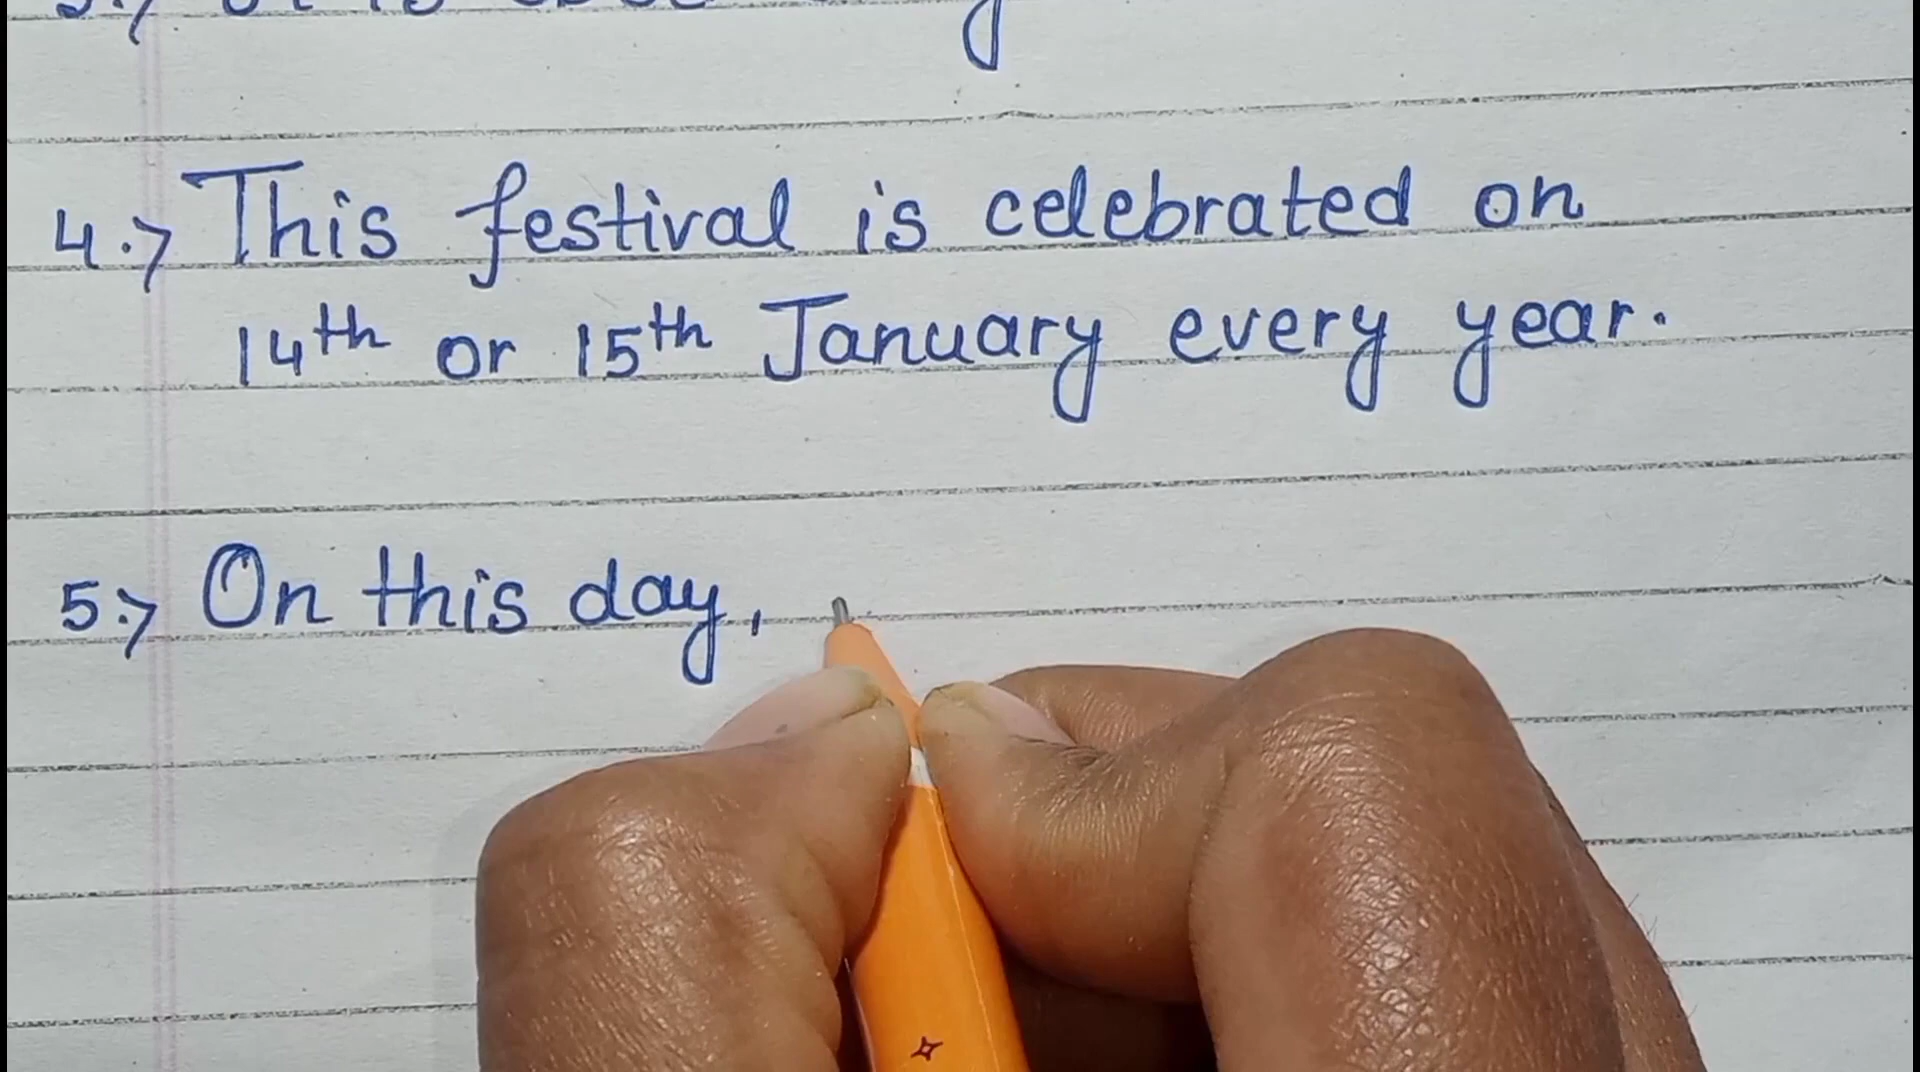 4.> This festival is celebrated on
14th or 15th January every year.
5.> On this day,